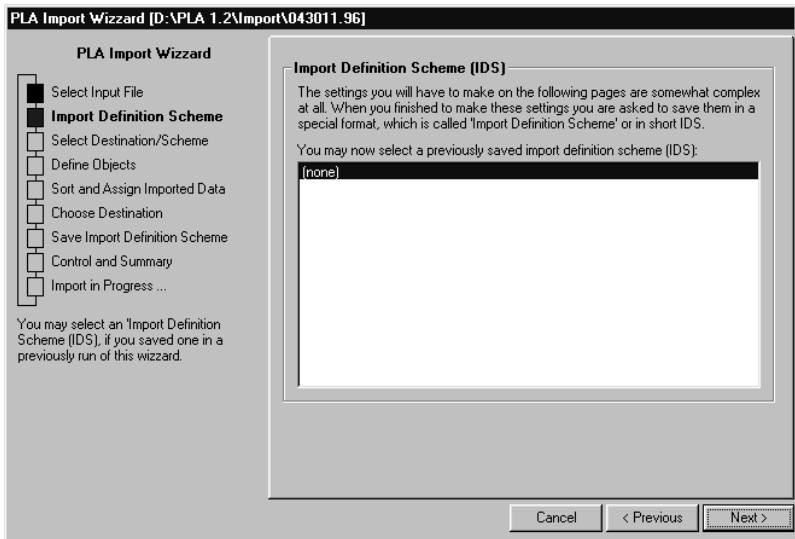 PLA Import Wizzard [D:\PLA 1.2\Import\043011.96]
PLA Import Wizzard
Select Input File
Import Definition Scheme
Select Destination/Scheme
Define Objects
Sort and Assign Imported Data
Choose Destination
Save Import Definition Scheme
Control and Summary
Import in Progress ...
You may select an 'Import Definition
Scheme (IDS), if you saved one in a
previously run of this wizzard.
Import Definition Scheme (IDS)
The settings you will have to make on the following pages are somewhat complex
at all. When you finished to make these settings you are asked to save them in a
special format, which is called 'Import Definition Scheme' or in short IDS.
You may now select a previously saved import definition scheme (IDS):
(none)
Cancel
< Previous
Next >